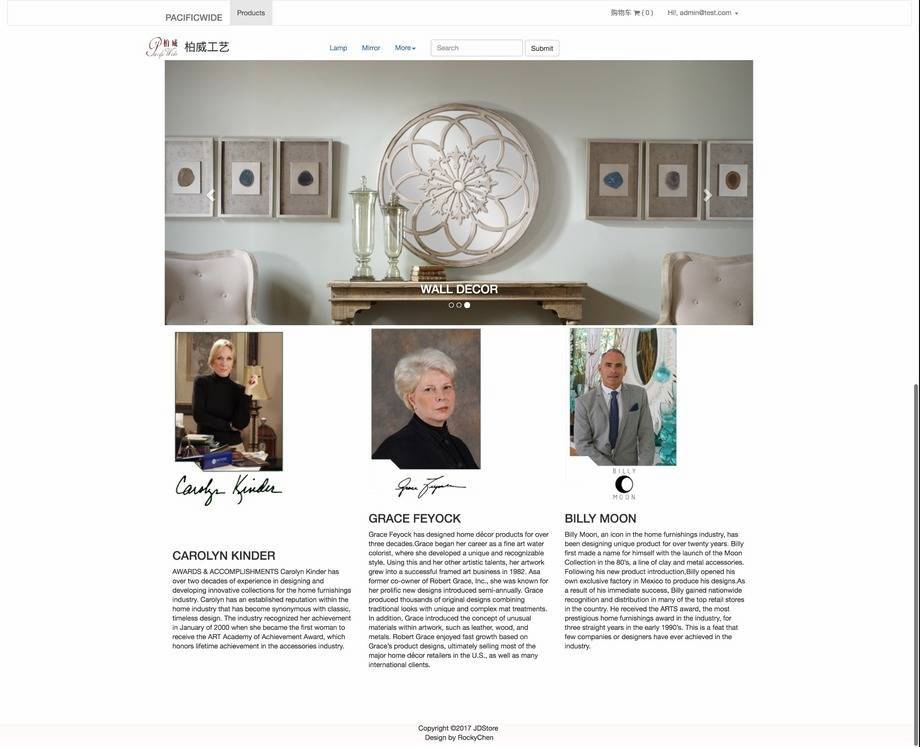 PACIFICWIDE
Products
购物车 ( 0 )
Hi!, admin@test.com
柏威
Pacific Wide
柏威工艺
Lamp
Mirror
More
Search
Submit
WALL DECOR
Carolyn Kinder
Grace Feyock
BILLY
MOON
CAROLYN KINDER
AWARDS & ACCOMPLISHMENTS Carolyn Kinder has
over two decades of experience in designing and
developing innovative collections for the home furnishings
industry. Carolyn has an established reputation within the
home industry that has become synonymous with classic,
timeless design. The industry recognized her achievement
in January of 2000 when she became the first woman to
receive the ART Academy of Achievement Award, which
honors lifetime achievement in the accessories industry.
GRACE FEYOCK
Grace Feyock has designed home décor products for over
three decades.Grace began her career as a fine art water
colorist, where she developed a unique and recognizable
style. Using this and her other artistic talents, her artwork
grew into a successful framed art business in 1982. Asa
former co-owner of Robert Grace, Inc., she was known for
her prolific new designs introduced semi-annually. Grace
produced thousands of original designs combining
traditional looks with unique and complex mat treatments.
In addition, Grace introduced the concept of unusual
materials within artwork, such as leather, wood, and
metals. Robert Grace enjoyed fast growth based on
Grace's product designs, ultimately selling most of the
major home décor retailers in the U.S., as well as many
international clients.
BILLY MOON
Billy Moon, an icon in the home furnishings industry, has
been designing unique product for over twenty years. Billy
first made a name for himself with the launch of the Moon
Collection in the 80's, a line of clay and metal accessories.
Following his new product introduction,Billy opened his
own exclusive factory in Mexico to produce his designs.As
a result of his immediate success, Billy gained nationwide
recognition and distribution in many of the top retail stores
in the country. He received the ARTS award, the most
prestigious home furnishings award in the industry, for
three straight years in the early 1990's. This is a feat that
few companies or designers have ever achieved in the
industry.
Copyright ©2017 JDStore
Design by RockyChen